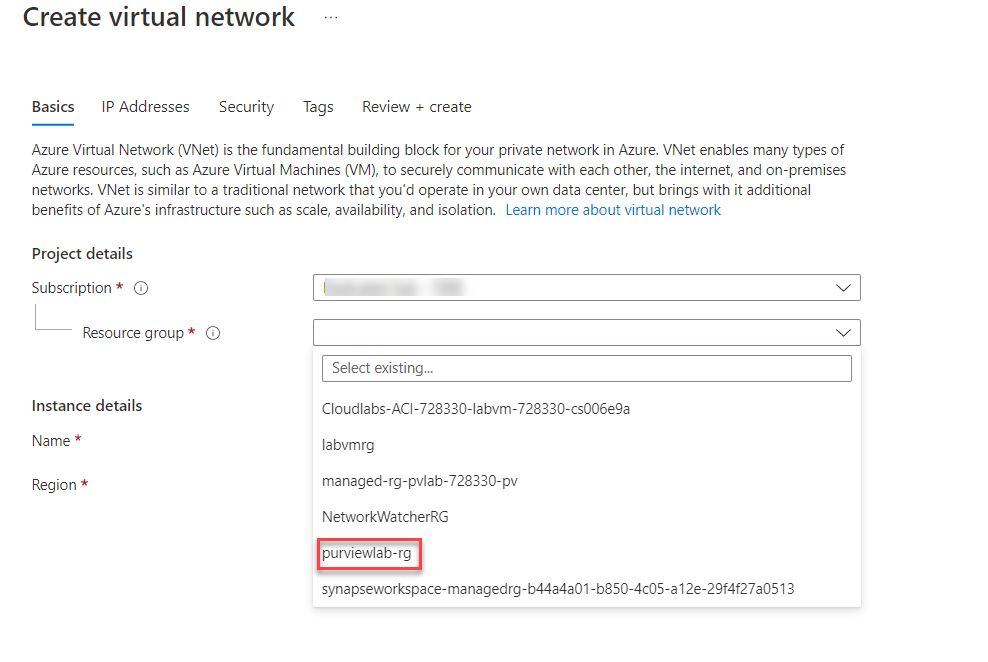 Create virtual network ...
Basics IP Addresses Security Tags Review + create
Azure Virtual Network (VNet) is the fundamental building block for your private network in Azure. VNet enables many types of
Azure resources, such as Azure Virtual Machines (VM), to securely communicate with each other, the internet, and on-premises
networks. VNet is similar to a traditional network that you'd operate in your own data center, but brings with it additional
benefits of Azure's infrastructure such as scale, availability, and isolation. Learn more about virtual network
Project details
Subscription *
Resource group *
Select existing...
Cloudlabs-ACI-728330-labvm-728330-cs006e9a
labvmrg
managed-rg-pvlab-728330-pv
NetworkWatcherRG
purviewlab-rg
synapseworkspace-managedrg-b44a4a01-b850-4c05-a12e-29f4f27a0513
Instance details
Name *
Region *